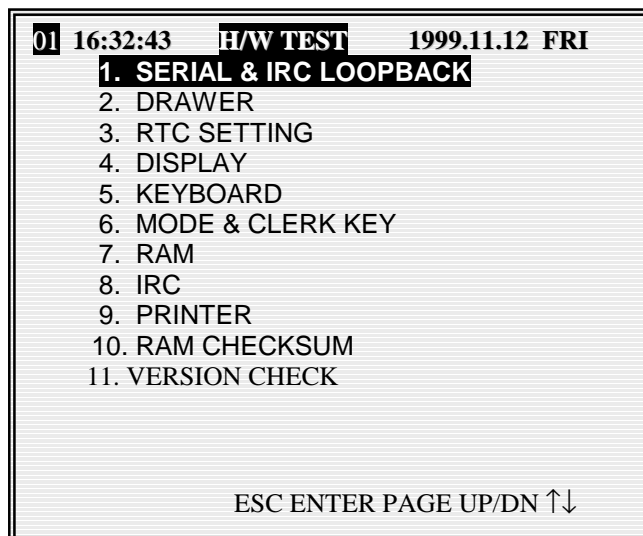 01 16:32:43 H/W TEST 1999.11.12 FRI
1. SERIAL & IRC LOOPBACK
2. DRAWER
3. RTC SETTING
4. DISPLAY
5. KEYBOARD
6. MODE & CLERK KEY
7. RAM
8. IRC
9. PRINTER
10. RAM CHECKSUM
11. VERSION CHECK
ESC ENTER PAGE UP/DN ↑↓